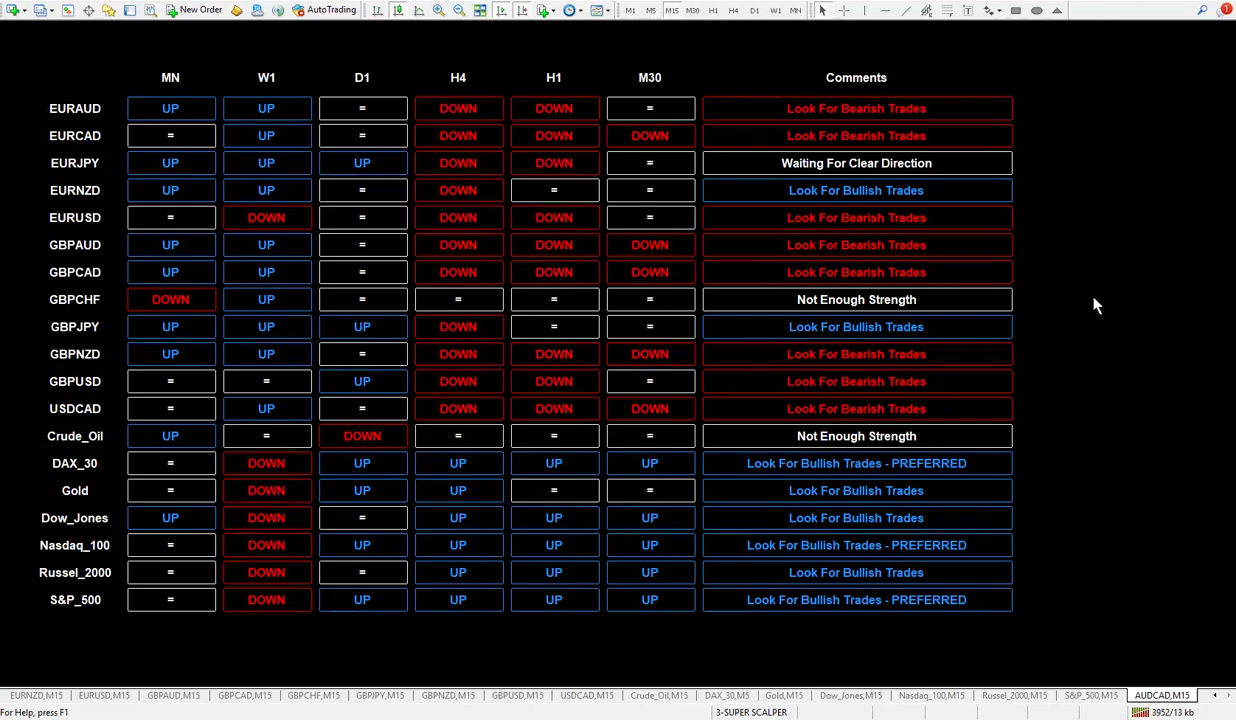 New Order AutoTrading M1 M5 M15 M30 H1 H4 D1 W1 MN 1
MN W1 D1 H4 H1 M30 Comments
EURAUD UP UP = DOWN DOWN = Look For Bearish Trades
EURCAD = UP = DOWN DOWN DOWN Look For Bearish Trades
EURJPY UP UP UP DOWN DOWN = Waiting For Clear Direction
EURNZD UP UP = DOWN = = Look For Bullish Trades
EURUSD = DOWN = DOWN DOWN = Look For Bearish Trades
GBPAUD UP UP = DOWN DOWN DOWN Look For Bearish Trades
GBPCAD UP UP = DOWN DOWN DOWN Look For Bearish Trades
GBPCHF DOWN UP = = = = Not Enough Strength
GBPJPY UP UP UP DOWN = = Look For Bullish Trades
GBPNZD UP UP = DOWN DOWN DOWN Look For Bearish Trades
GBPUSD = = UP DOWN DOWN = Look For Bearish Trades
USDCAD = UP = DOWN DOWN DOWN Look For Bearish Trades
Crude_Oil UP = DOWN = = = Not Enough Strength
DAX_30 = DOWN UP UP UP UP Look For Bullish Trades - PREFERRED
Gold = DOWN UP UP = = Look For Bullish Trades
Dow_Jones UP DOWN = UP UP UP Look For Bullish Trades
Nasdaq_100 = DOWN UP UP UP UP Look For Bullish Trades - PREFERRED
Russel_2000 = DOWN = UP UP UP Look For Bullish Trades
S&P_500 = DOWN UP UP UP UP Look For Bullish Trades - PREFERRED
EURNZD,M15 EURUSD,M15 GBPAUD,M15 GBPCAD,M15 GBPCHF,M15 GBPJPY,M15 GBPNZD,M15 GBPUSD,M15 USDCAD,M15 Crude_Oil,M15 DAX_30,M5 Gold,M15 Dow_Jones,M15 Nasdaq_100,M15 Russel_2000,M15 S&P_500,M15 AUDCAD,M15
For Help, press F1 3-SUPER SCALPER 3952/13 kb